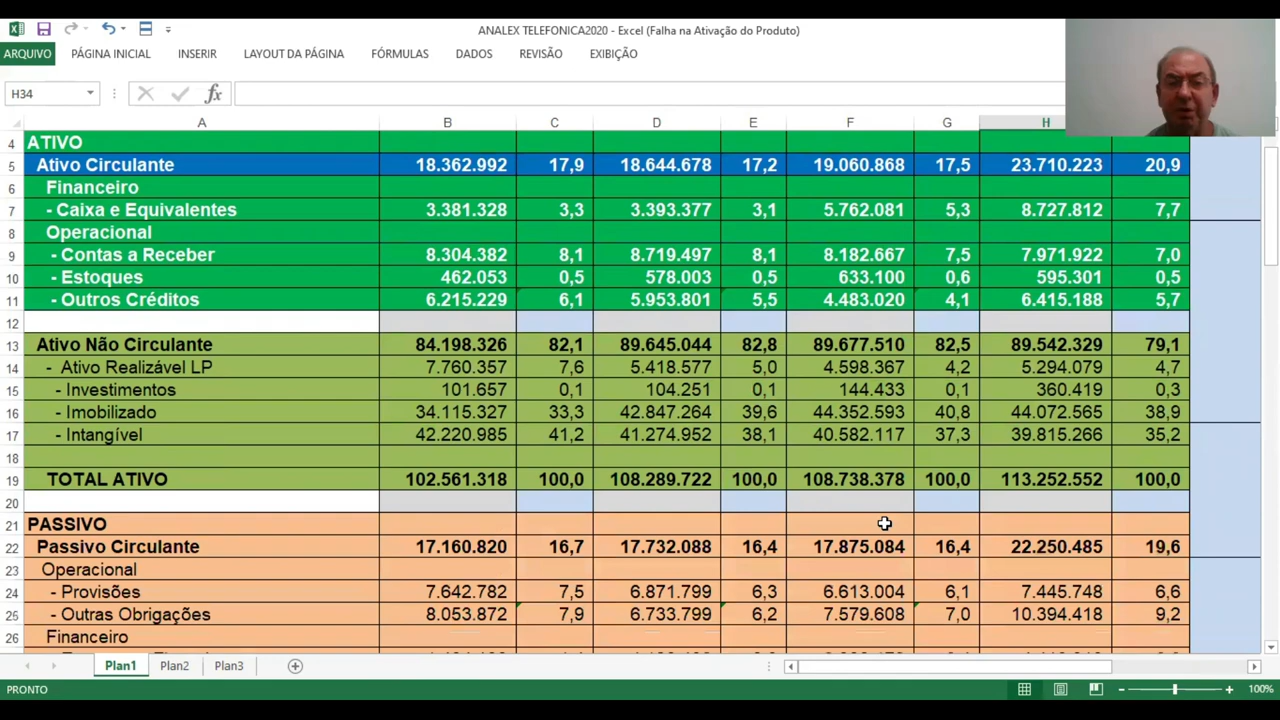 ANALEX TELEFONICA2020 - Excel (Falha na Ativação do Produto)
ARQUIVO PÁGINA INICIAL INSERIR LAYOUT DA PÁGINA FÓRMULAS DADOS REVISÃO EXIBIÇÃO
H34 fx
A B C D E F G H
4 ATIVO
5 Ativo Circulante 18.362.992 17,9 18.644.678 17,2 19.060.868 17,5 23.710.223 20,9
6 Financeiro
7 - Caixa e Equivalentes 3.381.328 3,3 3.393.377 3,1 5.762.081 5,3 8.727.812 7,7
8 Operacional
9 - Contas a Receber 8.304.382 8,1 8.719.497 8,1 8.182.667 7,5 7.971.922 7,0
10 - Estoques 462.053 0,5 578.003 0,5 633.100 0,6 595.301 0,5
11 - Outros Créditos 6.215.229 6,1 5.953.801 5,5 4.483.020 4,1 6.415.188 5,7
12
13 Ativo Não Circulante 84.198.326 82,1 89.645.044 82,8 89.677.510 82,5 89.542.329 79,1
14 - Ativo Realizável LP 7.760.357 7,6 5.418.577 5,0 4.598.367 4,2 5.294.079 4,7
15 - Investimentos 101.657 0,1 104.251 0,1 144.433 0,1 360.419 0,3
16 - Imobilizado 34.115.327 33,3 42.847.264 39,6 44.352.593 40,8 44.072.565 38,9
17 - Intangível 42.220.985 41,2 41.274.952 38,1 40.582.117 37,3 39.815.266 35,2
18
19 TOTAL ATIVO 102.561.318 100,0 108.289.722 100,0 108.738.378 100,0 113.252.552 100,0
20
21 PASSIVO
22 Passivo Circulante 17.160.820 16,7 17.732.088 16,4 17.875.084 16,4 22.250.485 19,6
23 Operacional
24 - Provisões 7.642.782 7,5 6.871.799 6,3 6.613.004 6,1 7.445.748 6,6
25 - Outras Obrigações 8.053.872 7,9 6.733.799 6,2 7.579.608 7,0 10.394.418 9,2
26 Financeiro
Plan1 Plan2 Plan3
PRONTO 100%